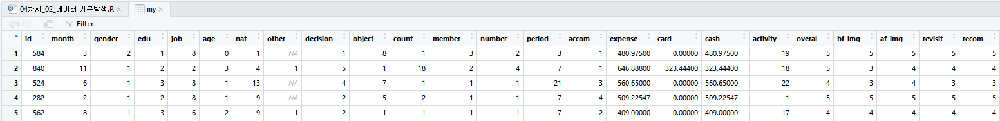 04차시_02_데이터 기본탐색.R × my ×
Filter
id month gender edu job age nat other decision object count member number period accom expense card cash activity overal bf_img af_img revisit recom
1 584 3 2 1 8 0 1 NA 1 8 1 3 2 3 1 480.97500 0.00000 480.97500 19 5 5 5 5 5
2 840 11 1 2 2 3 4 1 5 1 18 2 4 7 1 646.88800 323.44400 323.44400 18 5 3 4 4 4
3 524 6 1 3 8 1 13 NA 4 7 1 1 1 21 3 560.65000 0.00000 560.65000 22 4 3 4 3 3
4 282 2 1 2 8 1 9 NA 2 5 2 1 1 7 4 509.22547 0.00000 509.22547 1 5 5 5 5 5
5 562 8 1 3 6 2 9 1 2 1 1 1 1 7 2 409.00000 0.00000 409.00000 17 4 4 4 4 4